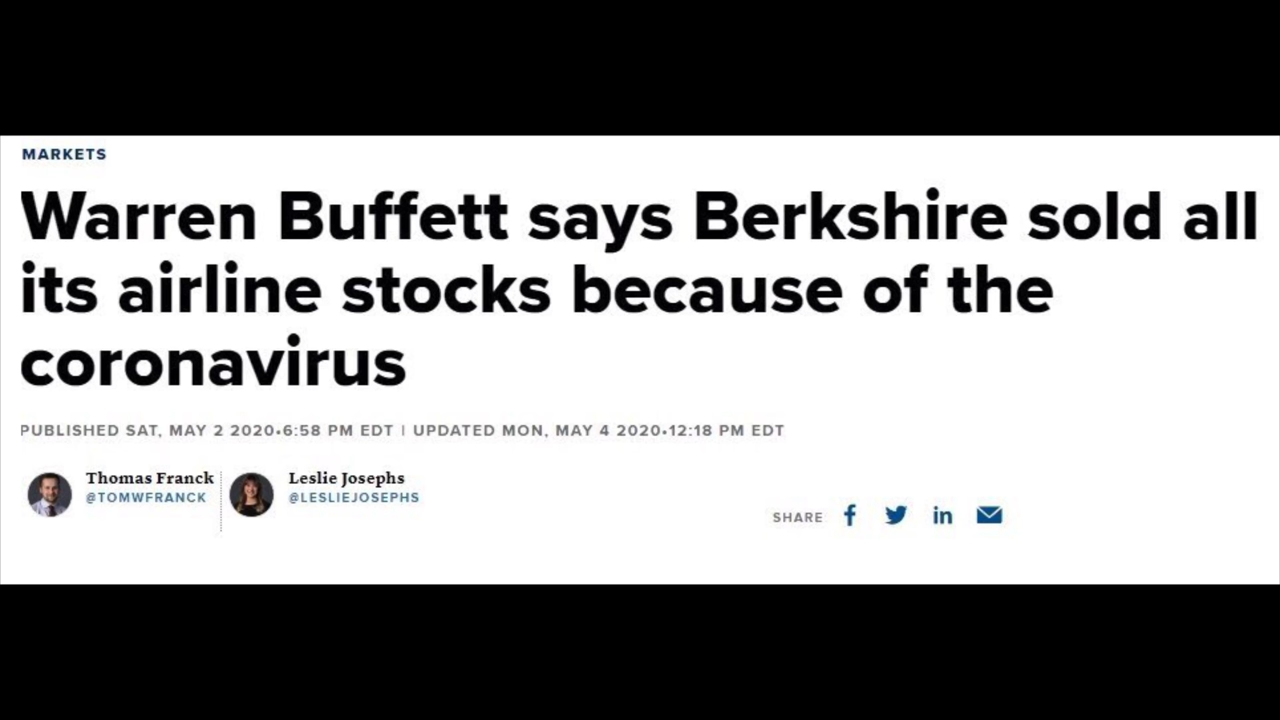 MARKETS
Warren Buffett says Berkshire sold all
its airline stocks because of the
coronavirus
PUBLISHED SAT, MAY 2 2020•6:58 PM EDT | UPDATED MON, MAY 4 2020•12:18 PM EDT
Thomas Franck Leslie Josephs
@TOMWFRANCK @LESLIEJOSEPHS
SHARE